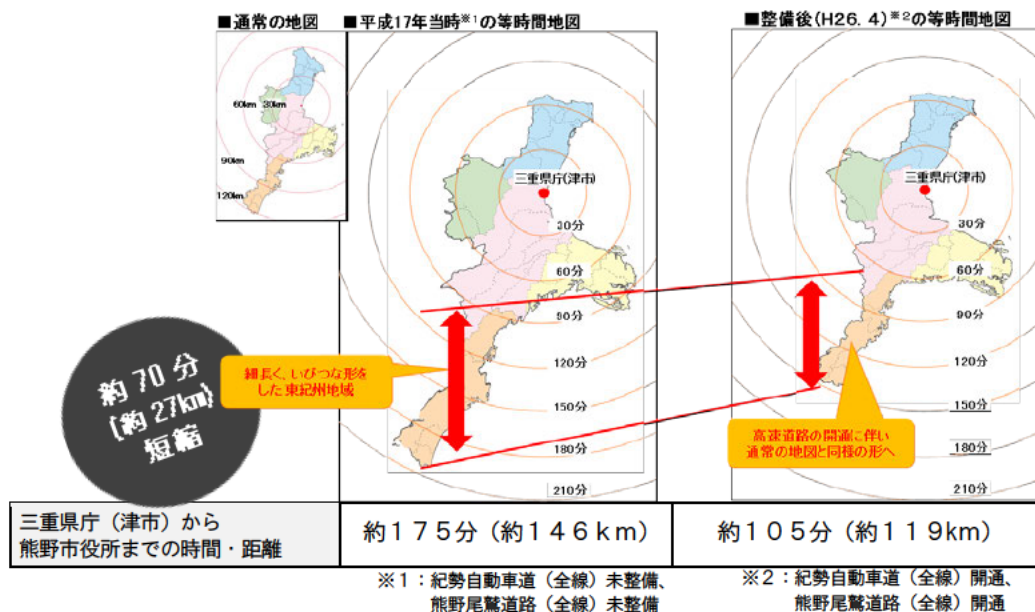 ■通常の地図
60km
30km
90km
120km
■平成17年当時※1の等時間地図
三重県庁(津市)
30分
60分
90分
120分
150分
180分
210分
■整備後(H26.4)※2の等時間地図
三重県庁(津市)
30分
60分
90分
120分
150分
180分
210分
約70分
(約27km)
短縮
細長く、いびつな形を
した東紀州地域
高速道路の開通に伴い
通常の地図と同様の形へ
三重県庁（津市）から
熊野市役所までの時間・距離
約１７５分（約１４６ｋｍ）
約１０５分（約１１９km）
※１：紀勢自動車道（全線）未整備、
熊野尾鷲道路（全線）未整備
※２：紀勢自動車道（全線）開通、
熊野尾鷲道路（全線）開通